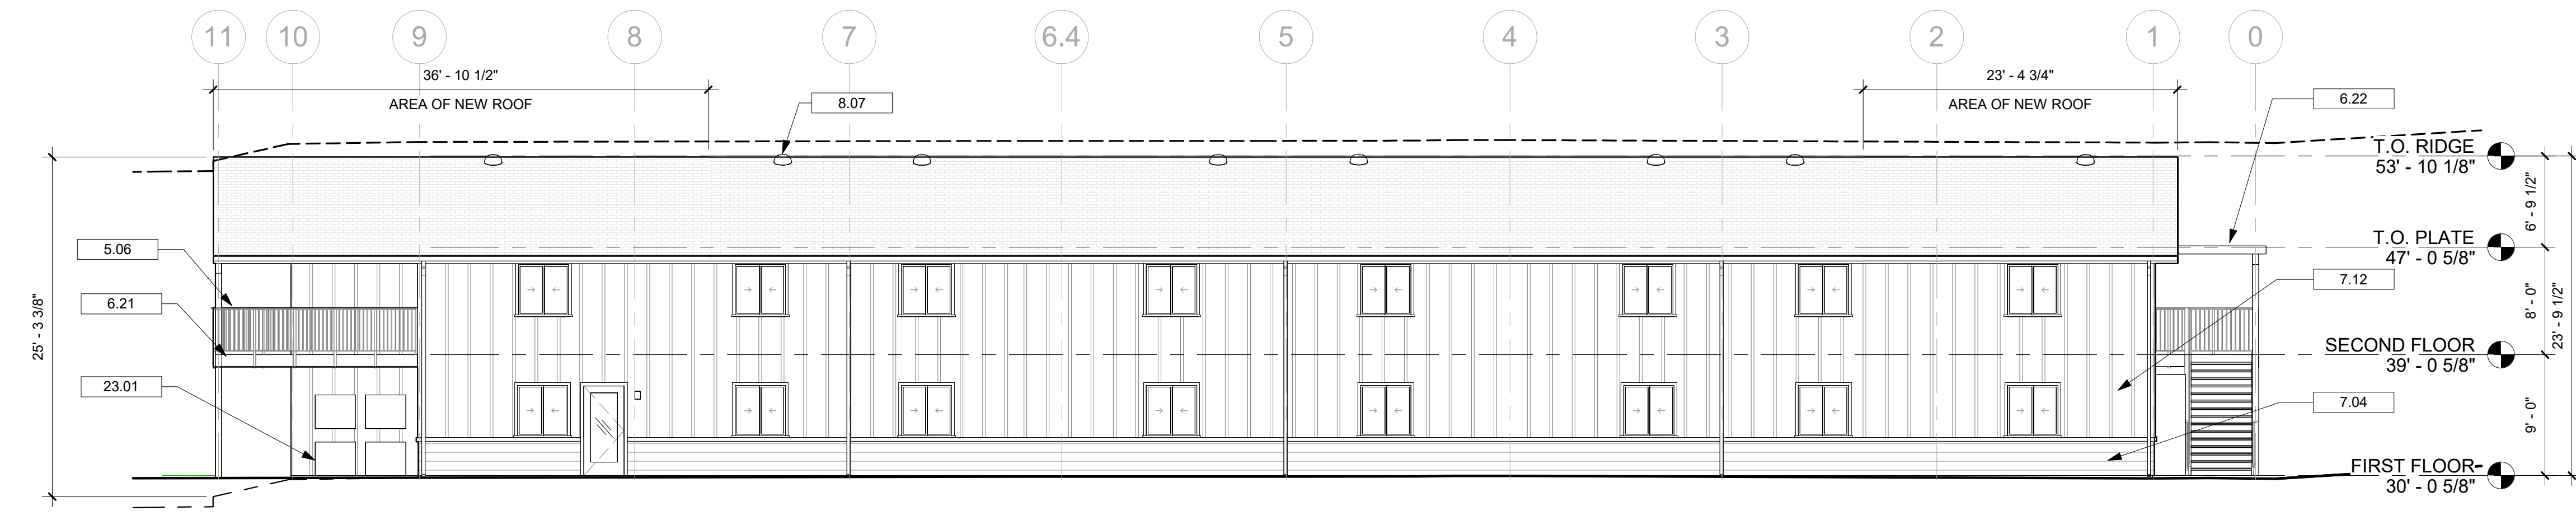 11
10
9
8
7
6.4
5
4
3
2
1
0
36' - 10 1/2"
AREA OF NEW ROOF
8.07
23' - 4 3/4"
AREA OF NEW ROOF
6.22
T.O. RIDGE
53' - 10 1/8"
6' - 9 1/2"
5.06
T.O. PLATE
47' - 0 5/8"
7.12
6.21
25' - 3 3/8"
8' - 0"
23' - 9 1/2"
SECOND FLOOR
39' - 0 5/8"
23.01
7.04
9' - 0"
FIRST FLOOR
30' - 0 5/8"